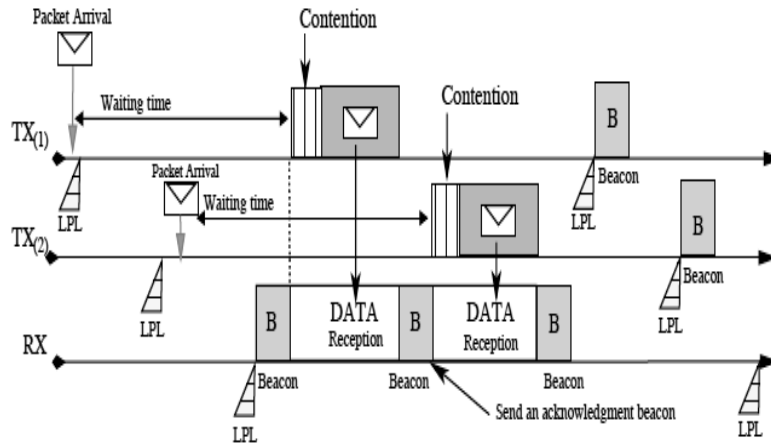 Packet Arrival
Contention
Waiting time
Contention
B
TX(1)
Packet Arrival
Beacon
LPL
Waiting time
LPL
B
TX(2)
Beacon
LPL
LPL
B
DATA
Reception
B
DATA
Reception
B
RX
Beacon
Beacon
Beacon
LPL
Send an acknowledgment beacon
LPL